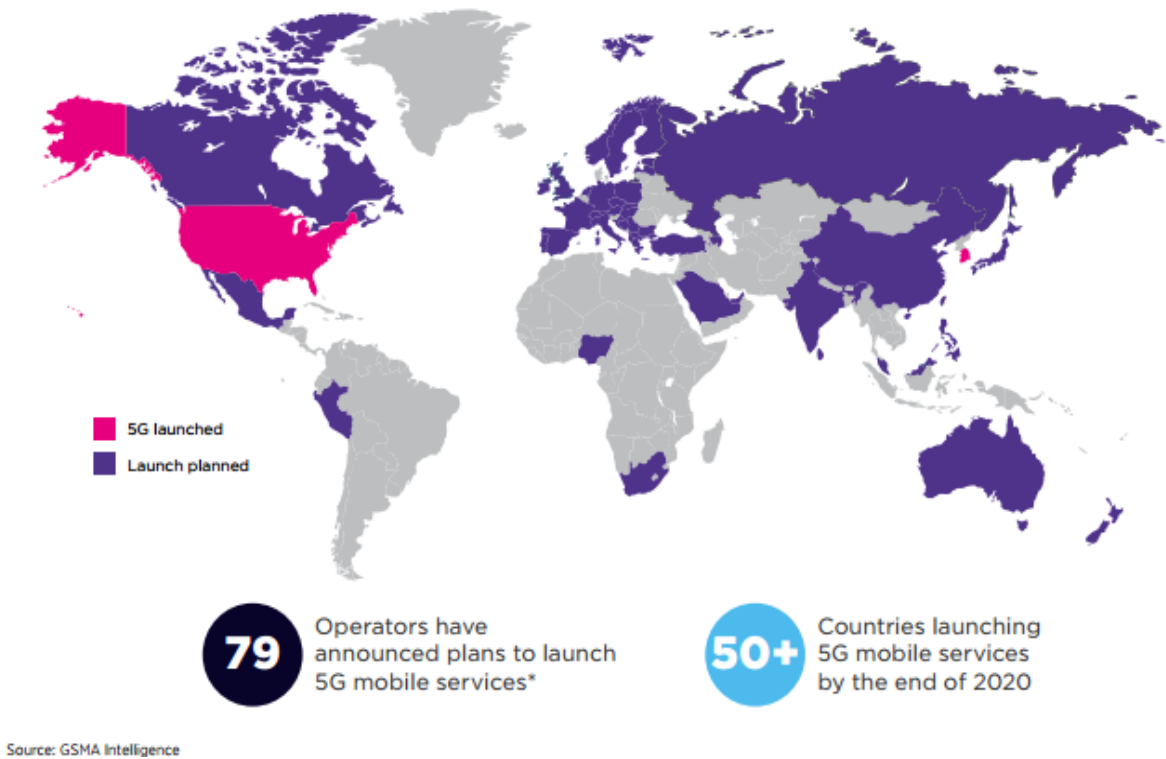 5G launched
Launch planned
79
Operators have
announced plans to launch
5G mobile services*
50+
Countries launching
5G mobile services
by the end of 2020
Source: GSMA Intelligence